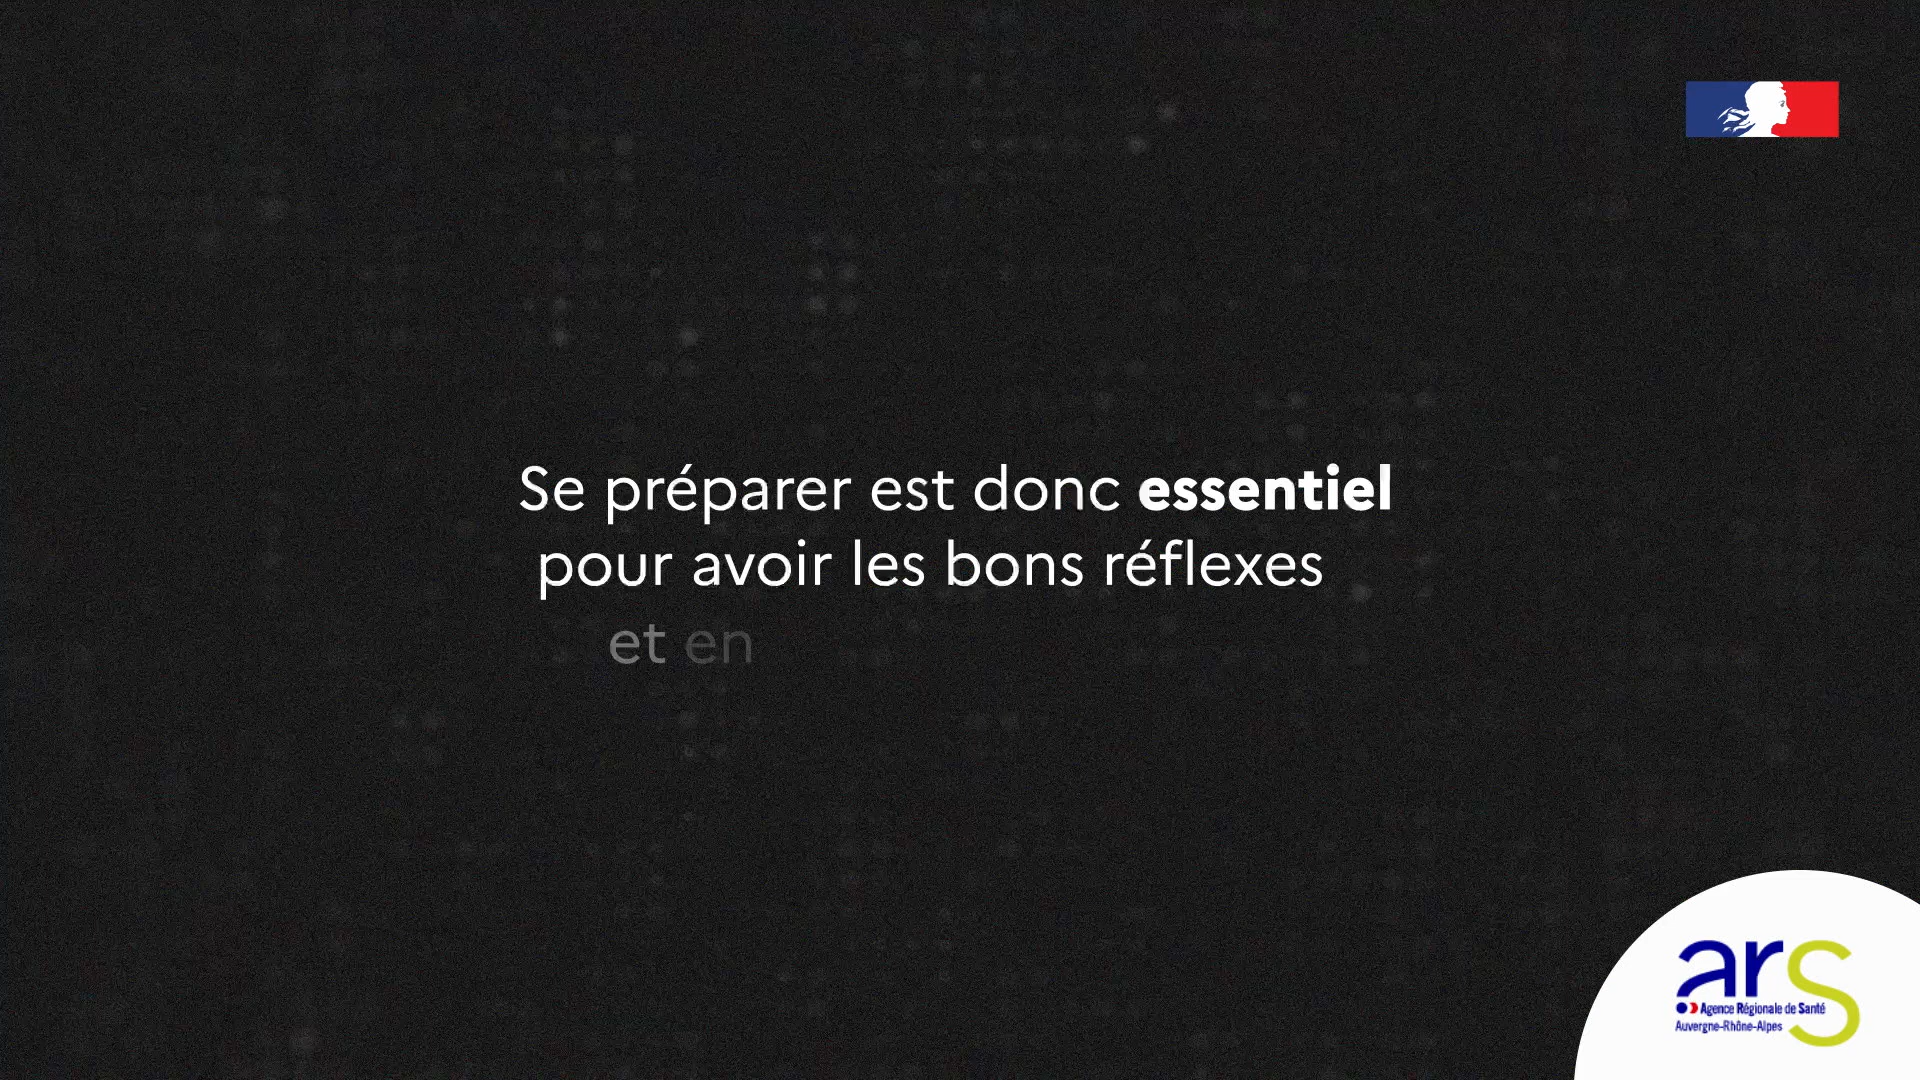 Se préparer est donc essentiel
pour avoir les bons réflexes
et en
ars
Agence Régionale de Santé
Auvergne-Rhône-Alpes